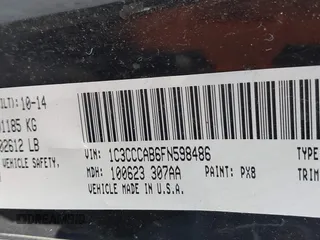 ILT): 10-14
1185 KG
02612 LB
VEHICLE SAFETY,
VIN: 1C3CCCAB6FN598486
TYPE
MDH: 100623 307AA PAINT: PX8
VEHICLE MADE IN U.S.A.